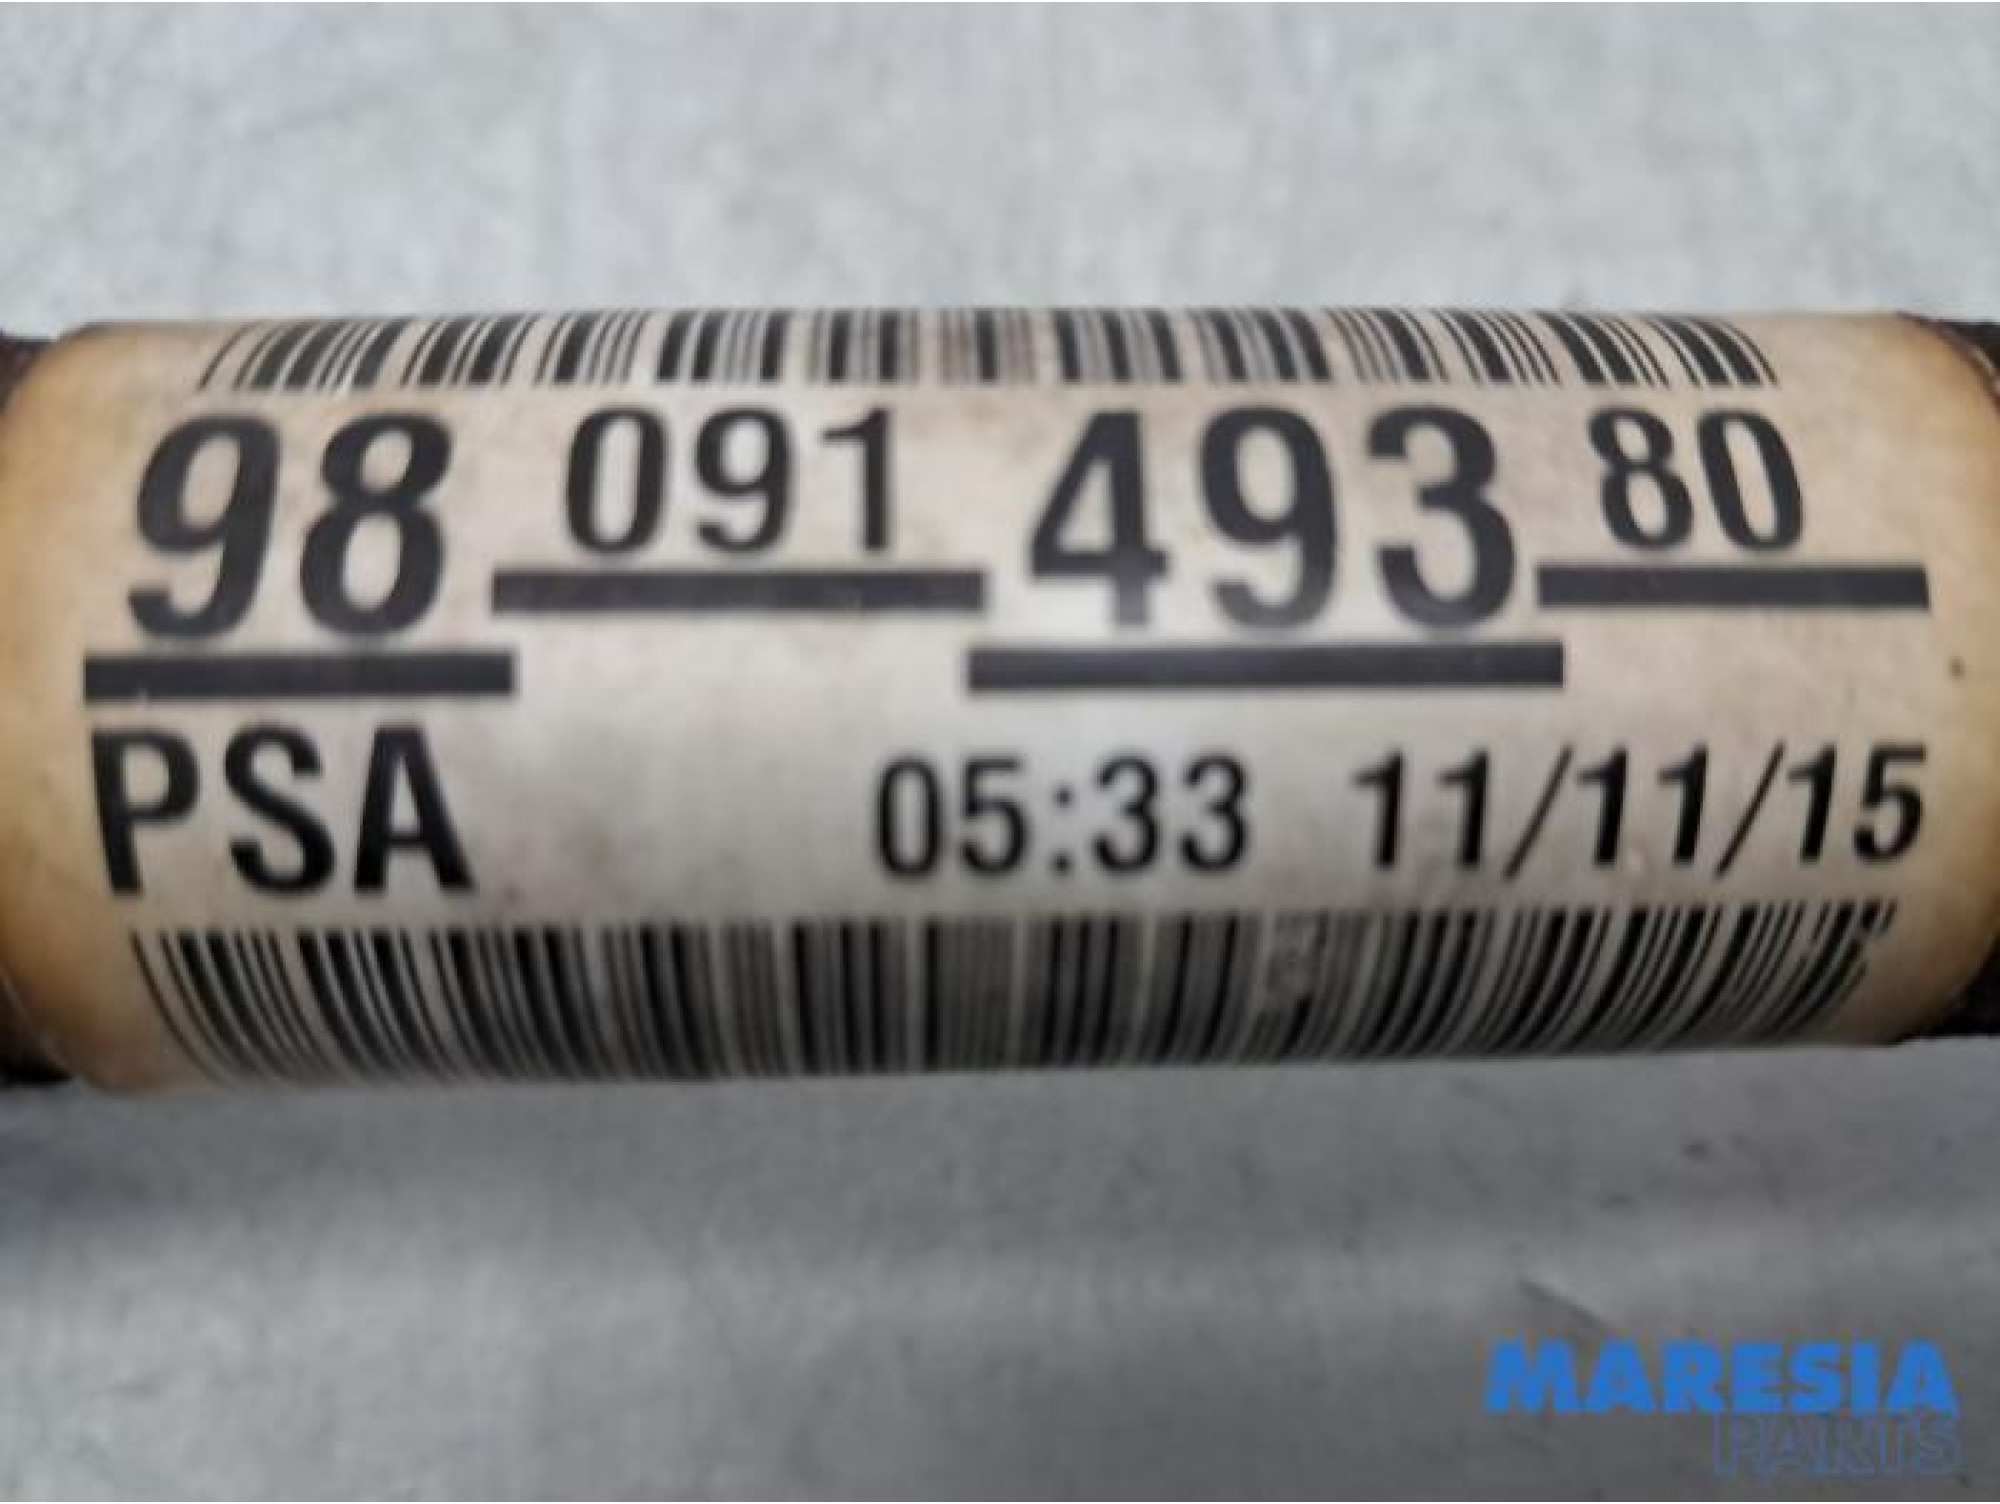 98 091 493 80
PSA 05:33 11/11/15
MARESIA
PARTS